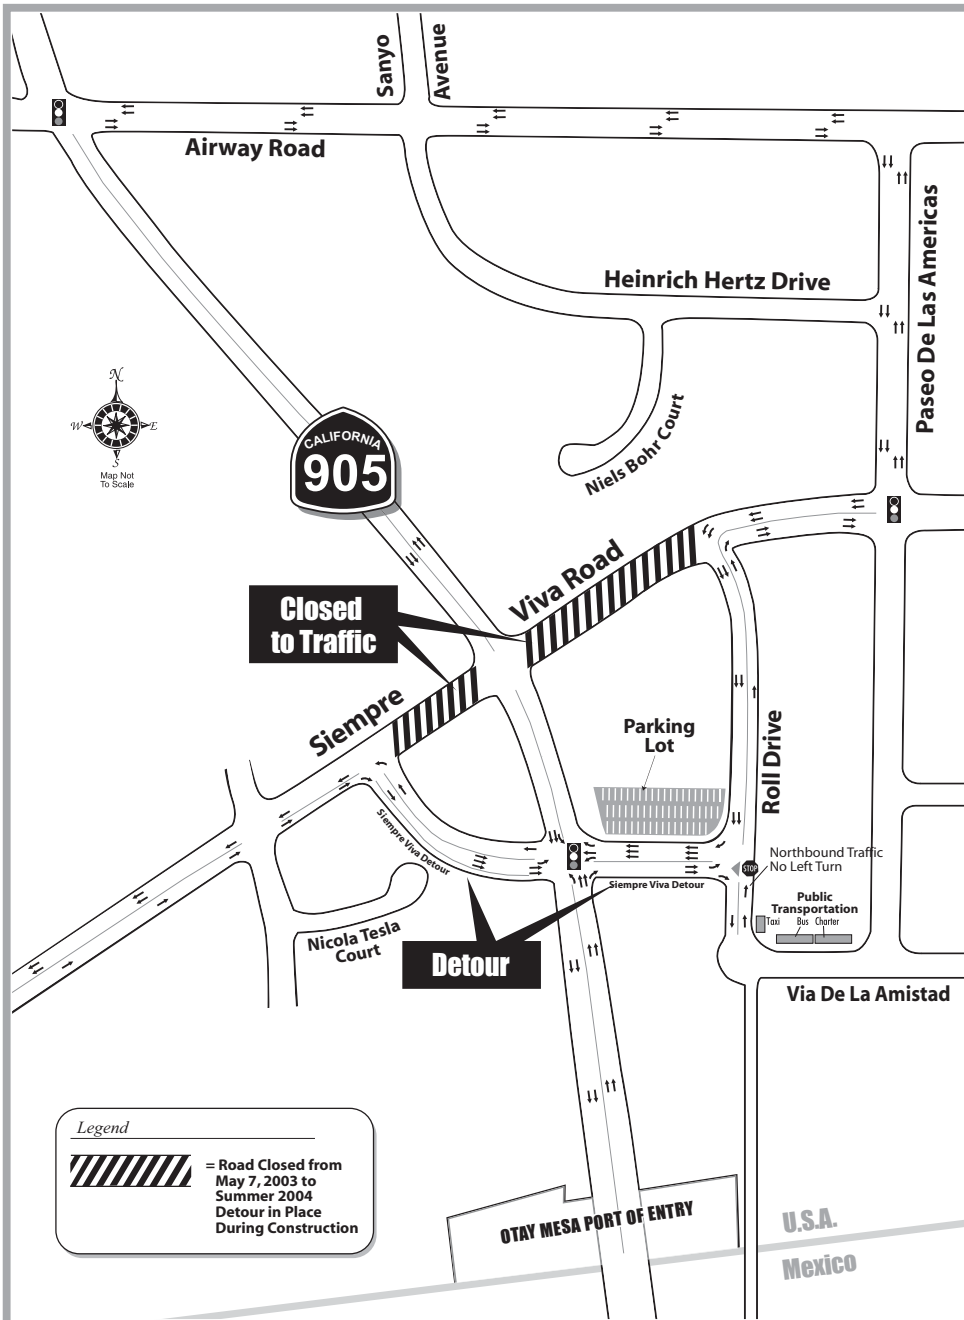 Sanyo
Avenue
Airway Road
Paseo De Las Americas
Heinrich Hertz Drive
N
W
E
S
Map Not
To Scale
CALIFORNIA
905
Niels Bohr Court
Viva Road
Closed
to Traffic
Siempre
Parking
Lot
Roll Drive
Siempre Viva Detour
STOP
Northbound Traffic
No Left Turn
Siempre Viva Detour
Public
Transportation
Taxi
Bus
Charter
Nicola Tesla
Court
Detour
Via De La Amistad
Legend
= Road Closed from
May 7, 2003 to
Summer 2004
Detour in Place
During Construction
OTAY MESA PORT OF ENTRY
U.S.A.
Mexico